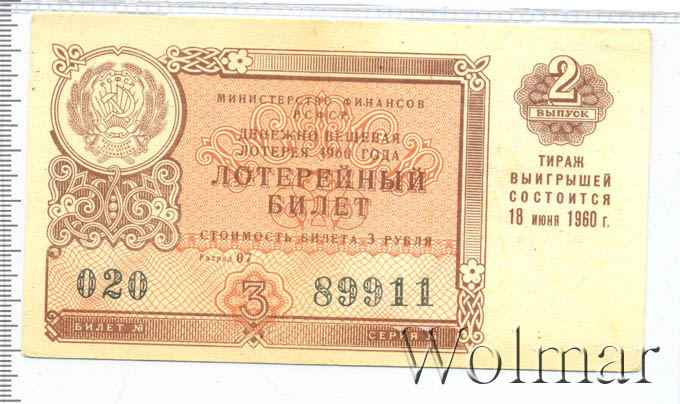 МИНИСТЕРСТВО ФИНАНСОВ
РСФСР
ДЕНЕЖНО ВЕЩЕВАЯ
ЛОТЕРЕЯ 1960 ГОДА
ЛОТЕРЕЙНЫЙ
БИЛЕТ
СТОИМОСТЬ БИЛЕТА 3 РУБЛЯ
Разряд 07
020
3
89911
БИЛЕТ №
СЕРИЯ
2
ВЫПУСК
ТИРАЖ
ВЫИГРЫШЕЙ
СОСТОИТСЯ
18 ИЮНЯ 1960 г.
Wolmar